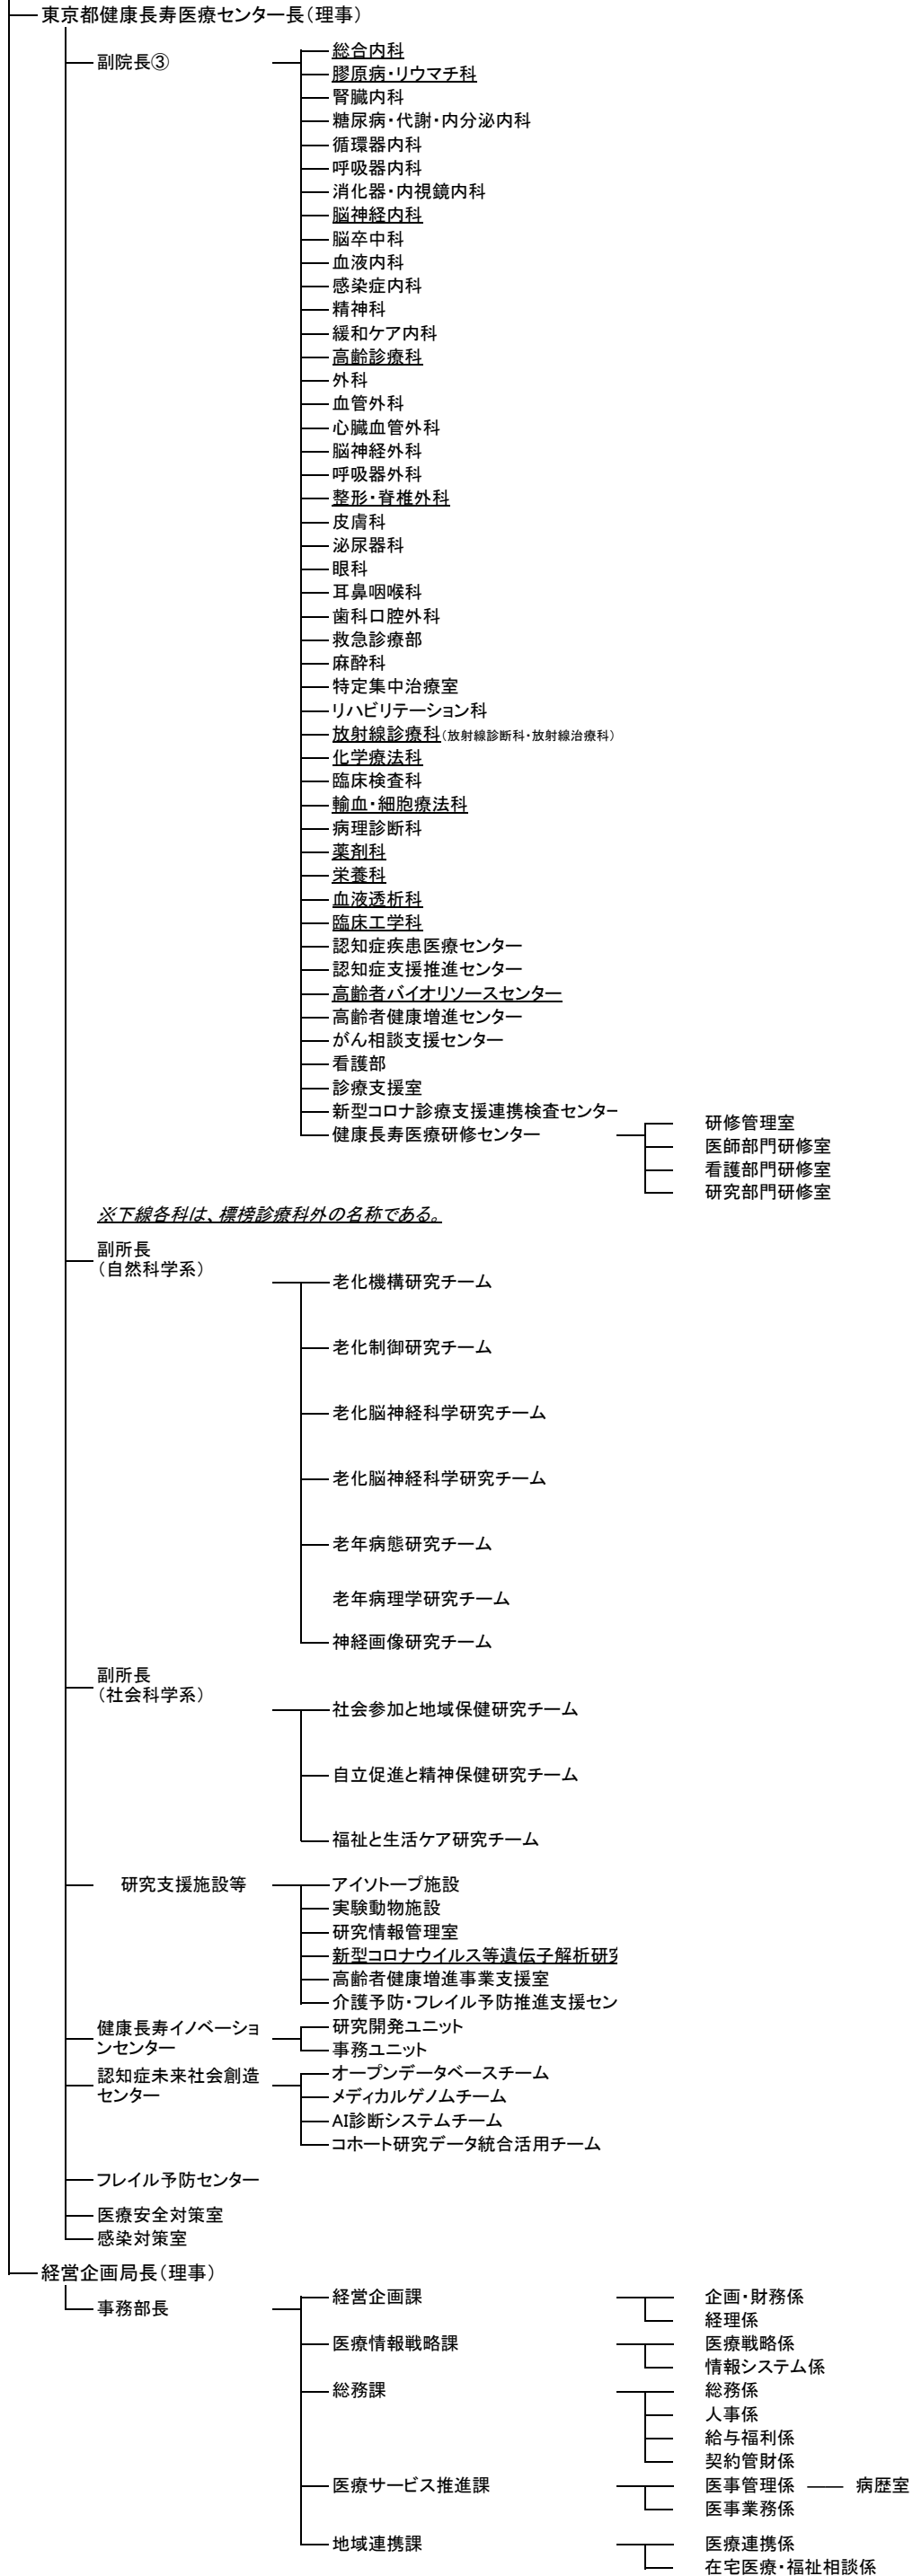 東京都健康長寿医療センター長（理事）
副院長③
総合内科
膠原病・リウマチ科
腎臓内科
糖尿病・代謝・内分泌内科
循環器内科
呼吸器内科
消化器・内視鏡内科
脳神経内科
脳卒中科
血液内科
感染症内科
精神科
緩和ケア内科
高齢診療科
外科
血管外科
心臓血管外科
脳神経外科
呼吸器外科
整形・脊椎外科
皮膚科
泌尿器科
眼科
耳鼻咽喉科
歯科口腔外科
救急診療部
麻酔科
特定集中治療室
リハビリテーション科
放射線診療科（放射線診断科・放射線治療科）
化学療法科
臨床検査科
輸血・細胞療法科
病理診断科
薬剤科
栄養科
血液透析科
臨床工学科
認知症疾患医療センター
認知症支援推進センター
高齢者バイオリソースセンター
高齢者健康増進センター
がん相談支援センター
看護部
診療支援室
新型コロナ診療支援連携検査センター
健康長寿医療研修センター
研修管理室
医師部門研修室
看護部門研修室
研究部門研修室
※下線各科は、標榜診療科外の名称である。
副所長
（自然科学系）
老化機構研究チーム
老化制御研究チーム
老化脳神経科学研究チーム
老化脳神経科学研究チーム
老年病態研究チーム
老年病理学研究チーム
神経画像研究チーム
副所長
（社会科学系）
社会参加と地域保健研究チーム
自立促進と精神保健研究チーム
福祉と生活ケア研究チーム
研究支援施設等
アイソトープ施設
実験動物施設
研究情報管理室
新型コロナウイルス等遺伝子解析研
高齢者健康増進事業支援室
介護予防・フレイル予防推進支援セン
健康長寿イノベーショ
ンセンター
研究開発ユニット
事務ユニット
認知症未来社会創造
センター
オープンデータベースチーム
メディカルゲノムチーム
AI診断システムチーム
コホート研究データ統合活用チーム
フレイル予防センター
医療安全対策室
感染対策室
経営企画局長（理事）
事務部長
経営企画課
企画・財務係
経理係
医療情報戦略課
医療戦略係
情報システム係
総務課
総務係
人事係
給与福利係
契約管財係
医療サービス推進課
医事管理係 ―― 病歴室
医事業務係
地域連携課
医療連携係
在宅医療・福祉相談係